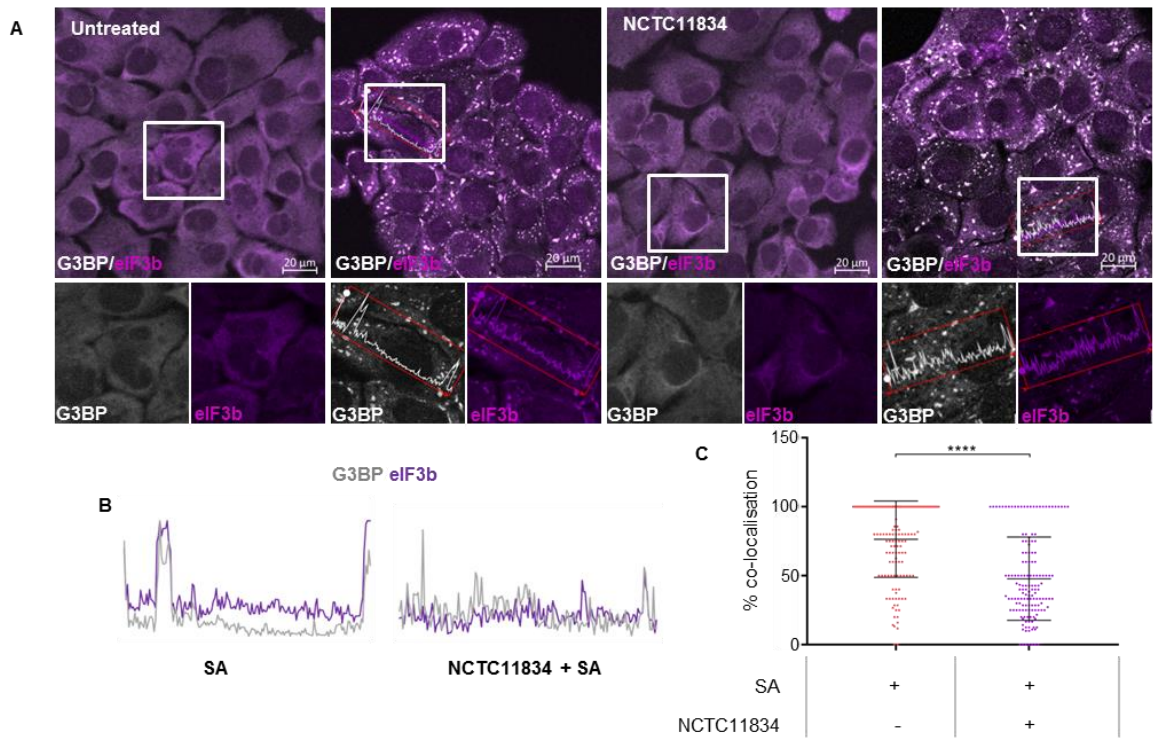 A
Untreated
NCTC11834
G3BP/eIF3b
20 µm
G3BP/eIF3b
20 µm
G3BP/eIF3b
20 µm
G3BP/eIF3b
20 µm
G3BP
eIF3b
G3BP
eIF3b
G3BP
eIF3b
G3BP
eIF3b
G3BP eIF3b
B
SA
NCTC11834 + SA
C
****
% co-localisation
150
100
50
0
SA + +
NCTC11834 - +